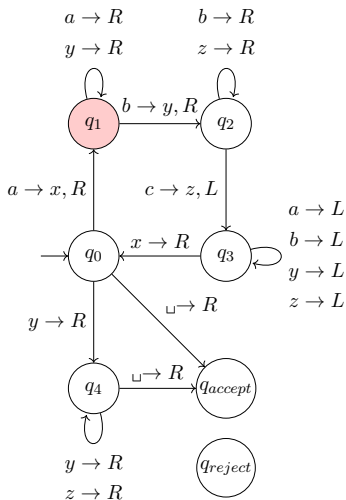 a → R
y → R
b → R
z → R
q1
b → y, R
q2
a → x, R
c → z, L
q0
x → R
q3
a → L
b → L
y → L
z → L
y → R
␣→ R
q4
␣→ R
qaccept
y → R
z → R
qreject